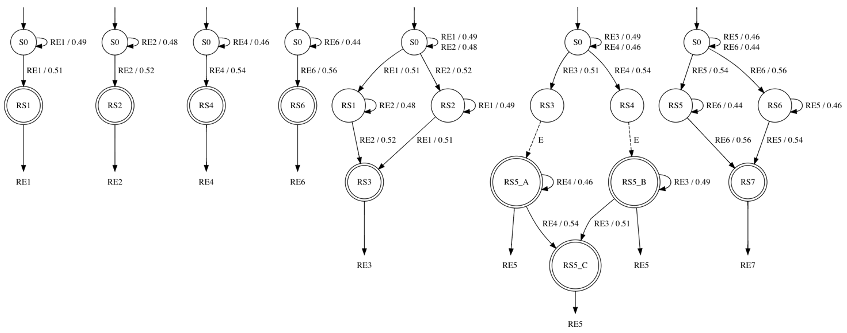 S0
RE1 / 0.49
RE1 / 0.51
RS1
RE1
S0
RE2 / 0.48
RE2 / 0.52
RS2
RE2
S0
RE4 / 0.46
RE4 / 0.54
RS4
RE4
S0
RE6 / 0.44
RE6 / 0.56
RS6
RE6
S0
RE1 / 0.49
RE2 / 0.48
RE1 / 0.51
RE2 / 0.52
RS1
RE2 / 0.48
RS2
RE1 / 0.49
RE2 / 0.52
RE1 / 0.51
RS3
RE3
S0
RE3 / 0.49
RE4 / 0.46
RE3 / 0.51
RE4 / 0.54
RS3
RS4
E
E
RS5_A
RE4 / 0.46
RS5_B
RE3 / 0.49
RE4 / 0.54
RE3 / 0.51
RE5
RS5_C
RE5
RE5
S0
RE5 / 0.46
RE6 / 0.44
RE5 / 0.54
RE6 / 0.56
RS5
RE6 / 0.44
RS6
RE5 / 0.46
RE6 / 0.56
RE5 / 0.54
RS7
RE7